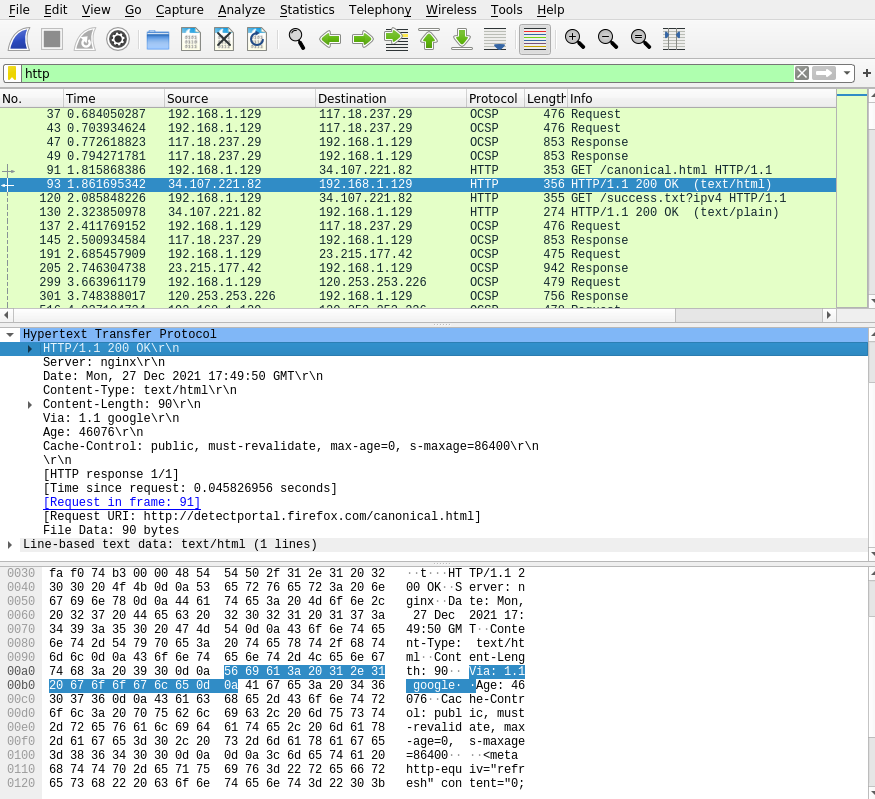 File Edit View Go Capture Analyze Statistics Telephony Wireless Tools Help
http
No. Time Source Destination Protocol Length Info
37 0.684050287 192.168.1.129 117.18.237.29 OCSP 476 Request
43 0.703934624 192.168.1.129 117.18.237.29 OCSP 476 Request
47 0.772618823 117.18.237.29 192.168.1.129 OCSP 853 Response
49 0.794271781 117.18.237.29 192.168.1.129 OCSP 853 Response
91 1.815868386 192.168.1.129 34.107.221.82 HTTP 353 GET /canonical.html HTTP/1.1
93 1.861695342 34.107.221.82 192.168.1.129 HTTP 356 HTTP/1.1 200 OK  (text/html)
120 2.085848226 192.168.1.129 34.107.221.82 HTTP 355 GET /success.txt?ipv4 HTTP/1.1
130 2.323850978 34.107.221.82 192.168.1.129 HTTP 274 HTTP/1.1 200 OK  (text/plain)
137 2.411769152 192.168.1.129 117.18.237.29 OCSP 476 Request
145 2.500934584 117.18.237.29 192.168.1.129 OCSP 853 Response
191 2.685457909 192.168.1.129 23.215.177.42 OCSP 475 Request
205 2.746304738 23.215.177.42 192.168.1.129 OCSP 942 Response
299 3.663961179 192.168.1.129 120.253.253.226 OCSP 479 Request
301 3.748388017 120.253.253.226 192.168.1.129 OCSP 756 Response
Hypertext Transfer Protocol
HTTP/1.1 200 OK\r\n
Server: nginx\r\n
Date: Mon, 27 Dec 2021 17:49:50 GMT\r\n
Content-Type: text/html\r\n
Content-Length: 90\r\n
Via: 1.1 google\r\n
Age: 46076\r\n
Cache-Control: public, must-revalidate, max-age=0, s-maxage=86400\r\n
\r\n
[HTTP response 1/1]
[Time since request: 0.045826956 seconds]
[Request in frame: 91]
[Request URI: http://detectportal.firefox.com/canonical.html]
File Data: 90 bytes
Line-based text data: text/html (1 lines)
0030 fa f0 74 b3 00 00 48 54 54 50 2f 31 2e 31 20 32 ··t···HT TP/1.1 2
0040 30 30 20 4f 4b 0d 0a 53 65 72 76 65 72 3a 20 6e 00 OK··S erver: n
0050 67 69 6e 78 0d 0a 44 61 74 65 3a 20 4d 6f 6e 2c ginx··Da te: Mon,
0060 20 32 37 20 44 65 63 20 32 30 32 31 20 31 37 3a 27 Dec 2021 17:
0070 34 39 3a 35 30 20 47 4d 54 0d 0a 43 6f 6e 74 65 49:50 GM T··Conte
0080 6e 74 2d 54 79 70 65 3a 20 74 65 78 74 2f 68 74 nt-Type: text/ht
0090 6d 6c 0d 0a 43 6f 6e 74 65 6e 74 2d 4c 65 6e 67 ml··Cont ent-Leng
00a0 74 68 3a 20 39 30 0d 0a 56 69 61 3a 20 31 2e 31 th: 90·· Via: 1.1
00b0 20 67 6f 6f 67 6c 65 0d 0a 41 67 65 3a 20 34 36 google· ·Age: 46
00c0 30 37 36 0d 0a 43 61 63 68 65 2d 43 6f 6e 74 72 076··Cac he-Contr
00d0 6f 6c 3a 20 70 75 62 6c 69 63 2c 20 6d 75 73 74 ol: publ ic, must
00e0 2d 72 65 76 61 6c 69 64 61 74 65 2c 20 6d 61 78 -revalid ate, max
00f0 2d 61 67 65 3d 30 2c 20 73 2d 6d 61 78 61 67 65 -age=0, s-maxage
0100 3d 38 36 34 30 30 0d 0a 0d 0a 3c 6d 65 74 61 20 =86400·· ··<meta
0110 68 74 74 70 2d 65 71 75 69 76 3d 22 72 65 66 72 http-equ iv="refr
0120 65 73 68 22 20 63 6f 6e 74 65 6e 74 3d 22 30 3b esh" con tent="0;